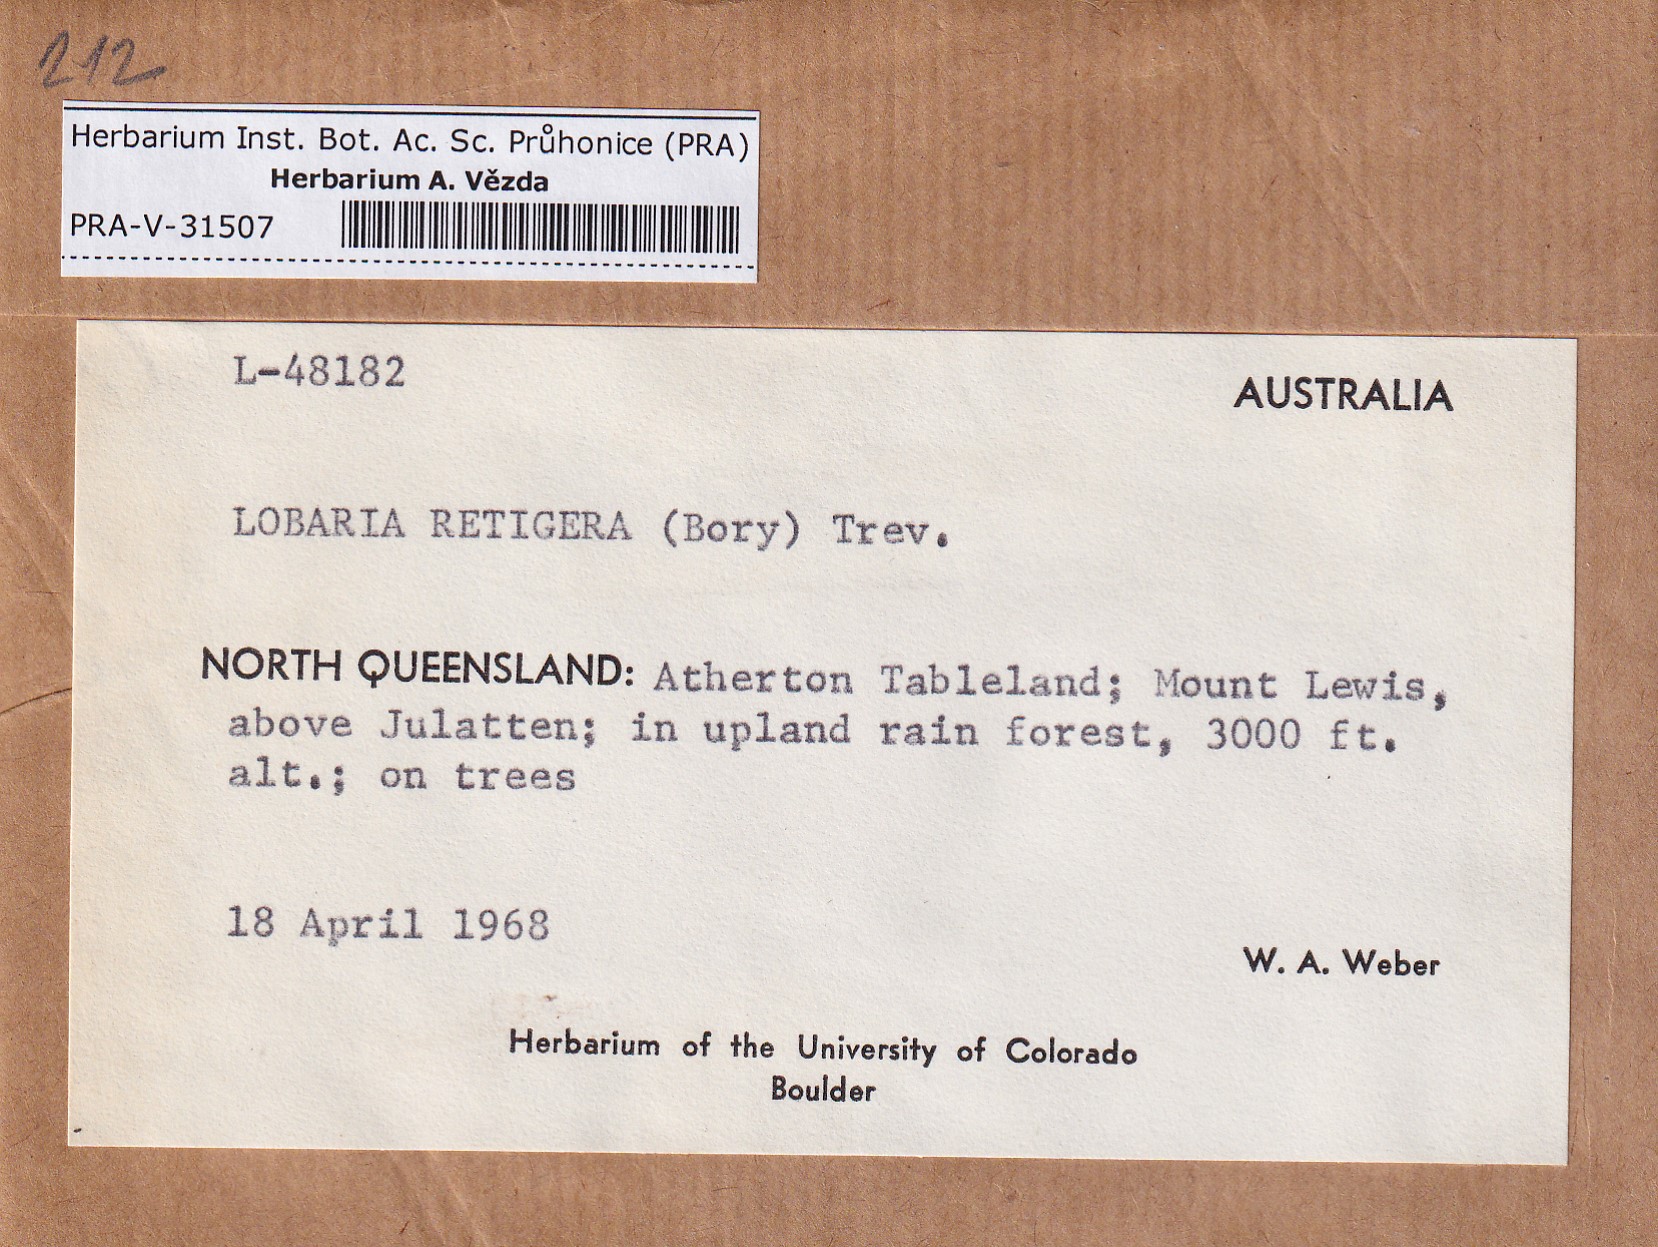 212
Herbarium Inst. Bot. Ac. Sc. Průhonice (PRA)
Herbarium A. Vězda
PRA-V-31507
L-48182
AUSTRALIA
LOBARIA RETIGERA (Bory) Trev.
NORTH QUEENSLAND: Atherton Tableland; Mount Lewis,
above Julatten; in upland rain forest, 3000 ft.
alt.; on trees
18 April 1968
W. A. Weber
Herbarium of the University of Colorado
Boulder